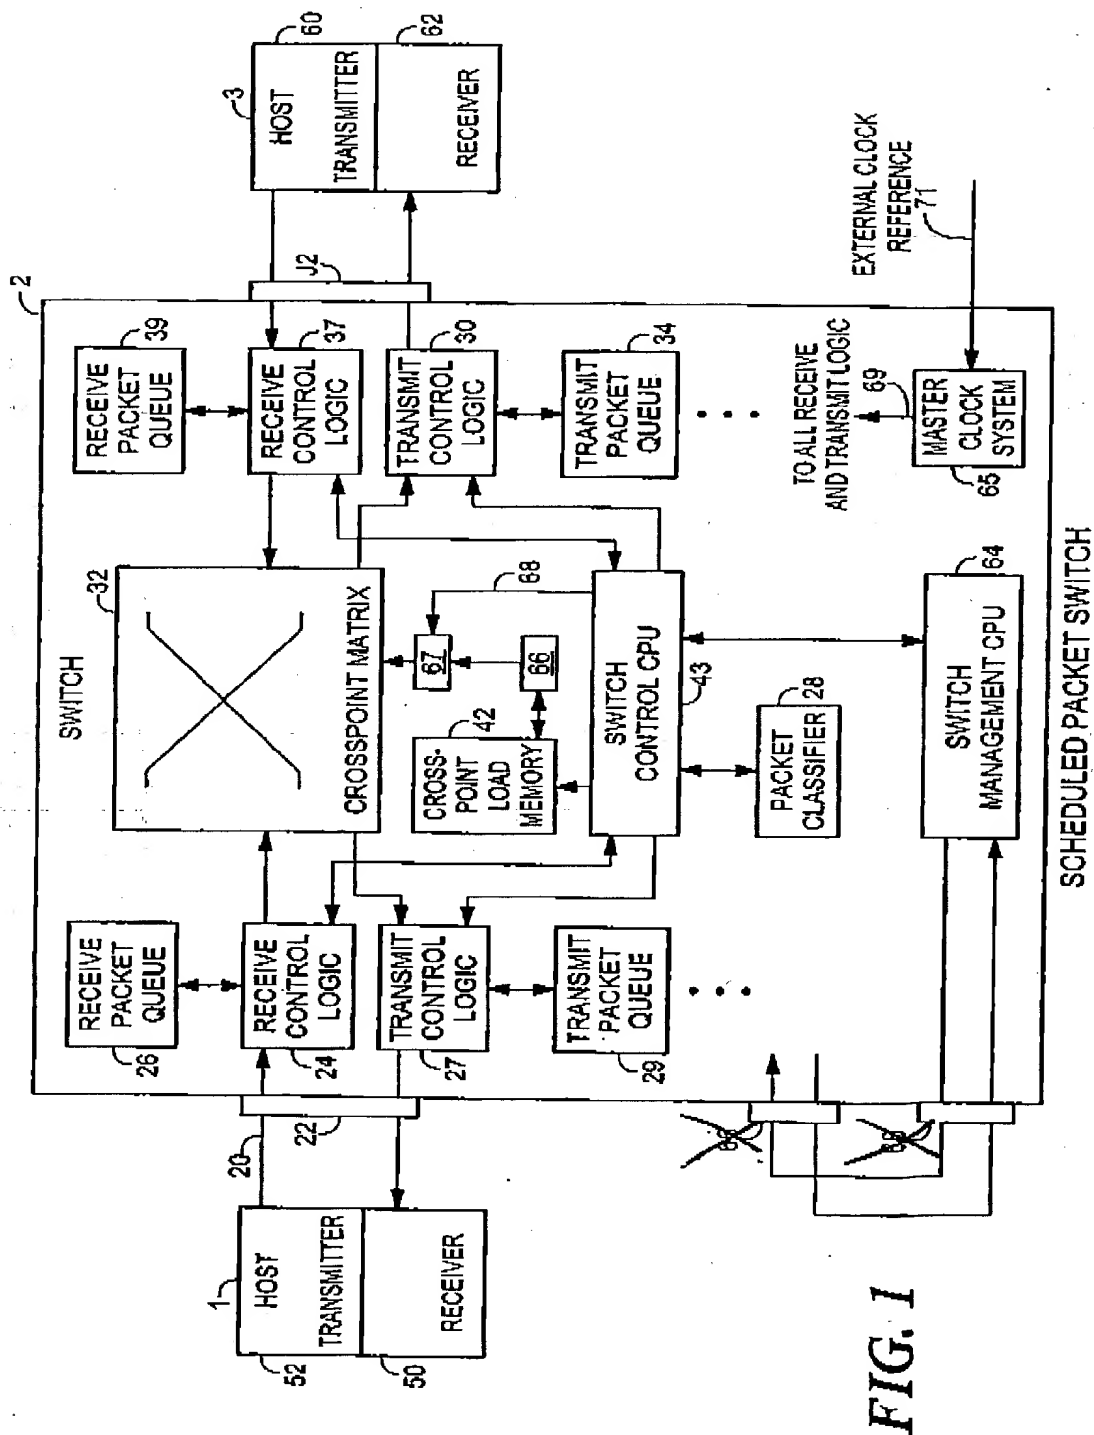 SWITCH
2
RECEIVE
PACKET
QUEUE
26
32
RECEIVE
PACKET
QUEUE
39
60
62
3
HOST
TRANSMITTER
RECEIVER
1
HOST
TRANSMITTER
RECEIVER
52
50
20
22
RECEIVE
CONTROL
LOGIC
24
CROSSPOINT MATRIX
RECEIVE
CONTROL
LOGIC
37
J2
TRANSMIT
CONTROL
LOGIC
27
CROSS-
POINT
LOAD
MEMORY
42
67
66
68
TRANSMIT
CONTROL
LOGIC
30
TRANSMIT
PACKET
QUEUE
29
SWITCH
CONTROL CPU
43
TRANSMIT
PACKET
QUEUE
34
PACKET
CLASSIFIER
28
TO ALL RECEIVE
AND TRANSMIT LOGIC
69
EXTERNAL CLOCK
REFERENCE
71
SWITCH
MANAGEMENT CPU
64
MASTER
CLOCK
SYSTEM
65
SCHEDULED PACKET SWITCH
FIG. 1